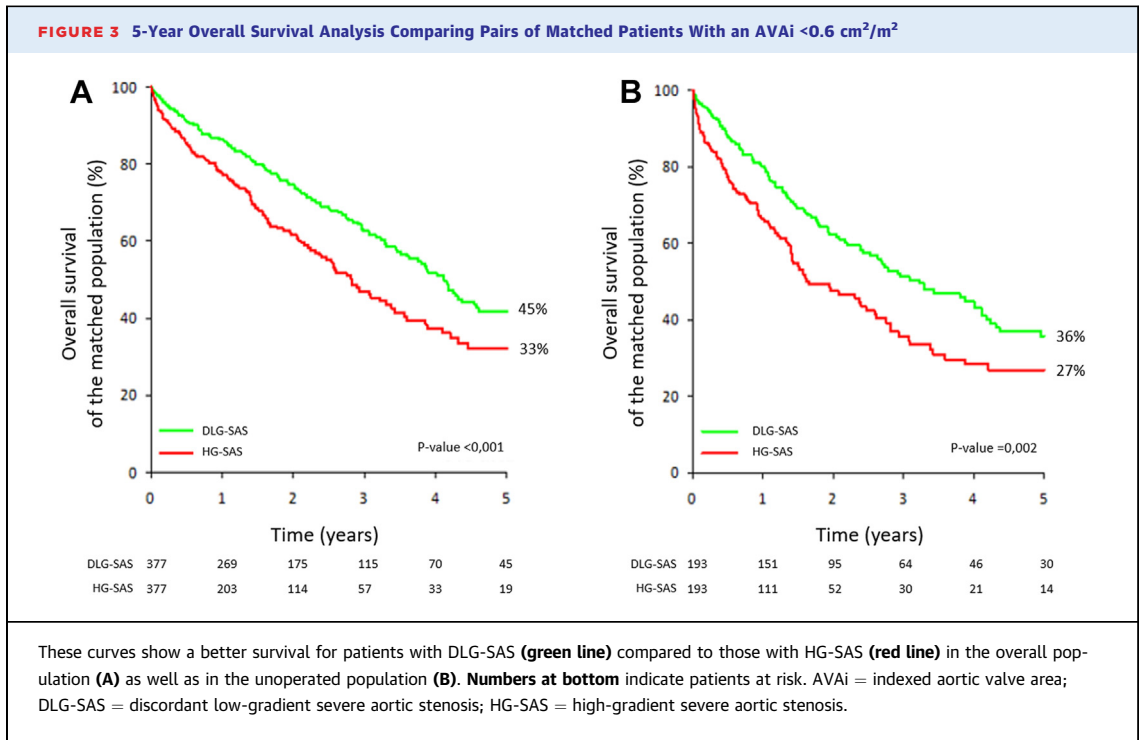 FIGURE 3 5-Year Overall Survival Analysis Comparing Pairs of Matched Patients With an AVAi <0.6 cm²/m²
A
Overall survival
of the matched population (%)
100
80
60
40
20
0
45%
33%
DLG-SAS
HG-SAS
P-value <0,001
0 1 2 3 4 5
Time (years)
DLG-SAS 377 269 175 115 70 45
HG-SAS 377 203 114 57 33 19
B
Overall survival
of the matched population (%)
100
80
60
40
20
0
36%
27%
DLG-SAS
HG-SAS
P-value =0,002
0 1 2 3 4 5
Time (years)
DLG-SAS 193 151 95 64 46 30
HG-SAS 193 111 52 30 21 14
These curves show a better survival for patients with DLG-SAS (green line) compared to those with HG-SAS (red line) in the overall pop-
ulation (A) as well as in the unoperated population (B). Numbers at bottom indicate patients at risk. AVAi = indexed aortic valve area;
DLG-SAS = discordant low-gradient severe aortic stenosis; HG-SAS = high-gradient severe aortic stenosis.